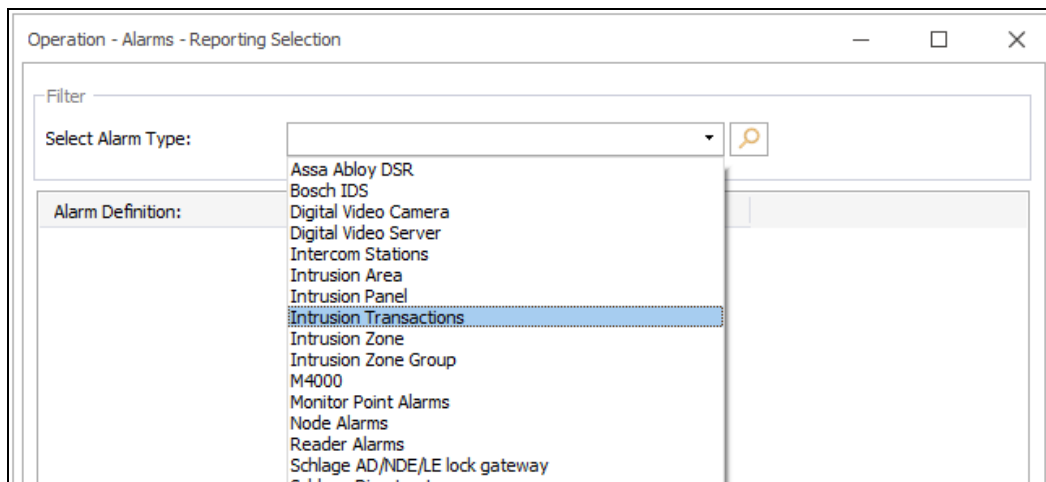 Operation - Alarms - Reporting Selection
Filter
Select Alarm Type:
Assa Abloy DSR
Bosch IDS
Digital Video Camera
Alarm Definition:
Digital Video Server
Intercom Stations
Intrusion Area
Intrusion Panel
Intrusion Transactions
Intrusion Zone
Intrusion Zone Group
M4000
Monitor Point Alarms
Node Alarms
Reader Alarms
Schlage AD/NDE/LE lock gateway